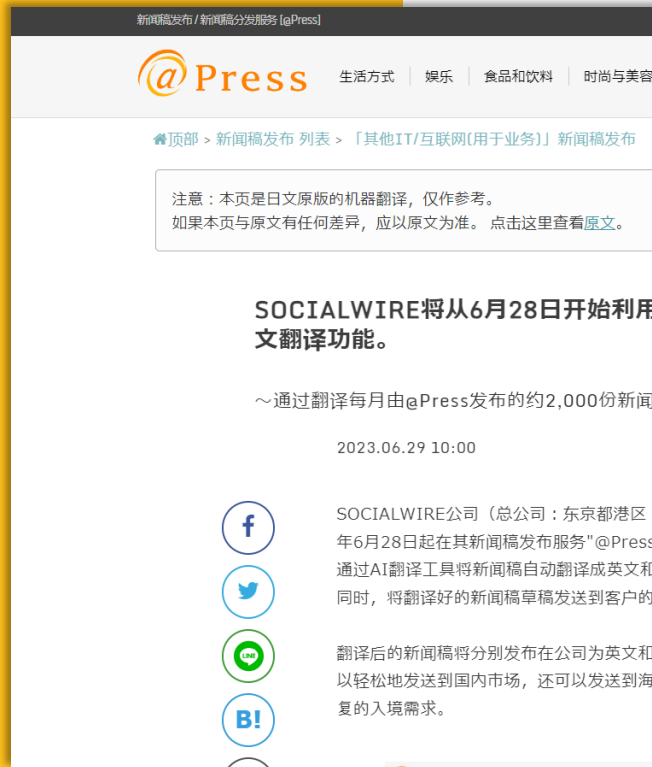 新闻稿发布 / 新闻稿分发服务 [@Press]
@Press 生活方式 娱乐 食品和饮料 时尚与美容
顶部 > 新闻稿发布 列表 > 「其他IT/互联网(用于业务)」新闻稿发布
注意：本页是日文原版的机器翻译，仅作参考。
如果本页与原文有任何差异，应以原文为准。 点击这里查看原文。
SOCIALWIRE将从6月28日开始利用
文翻译功能。
～通过翻译每月由@Press发布的约2,000份新闻
2023.06.29 10:00
SOCIALWIRE公司（总公司：东京都港区
年6月28日起在其新闻稿发布服务"@Press
通过AI翻译工具将新闻稿自动翻译成英文和
同时，将翻译好的新闻稿草稿发送到客户的
翻译后的新闻稿将分别发布在公司为英文和
以轻松地发送到国内市场，还可以发送到海
复的入境需求。
f
LINE
B!